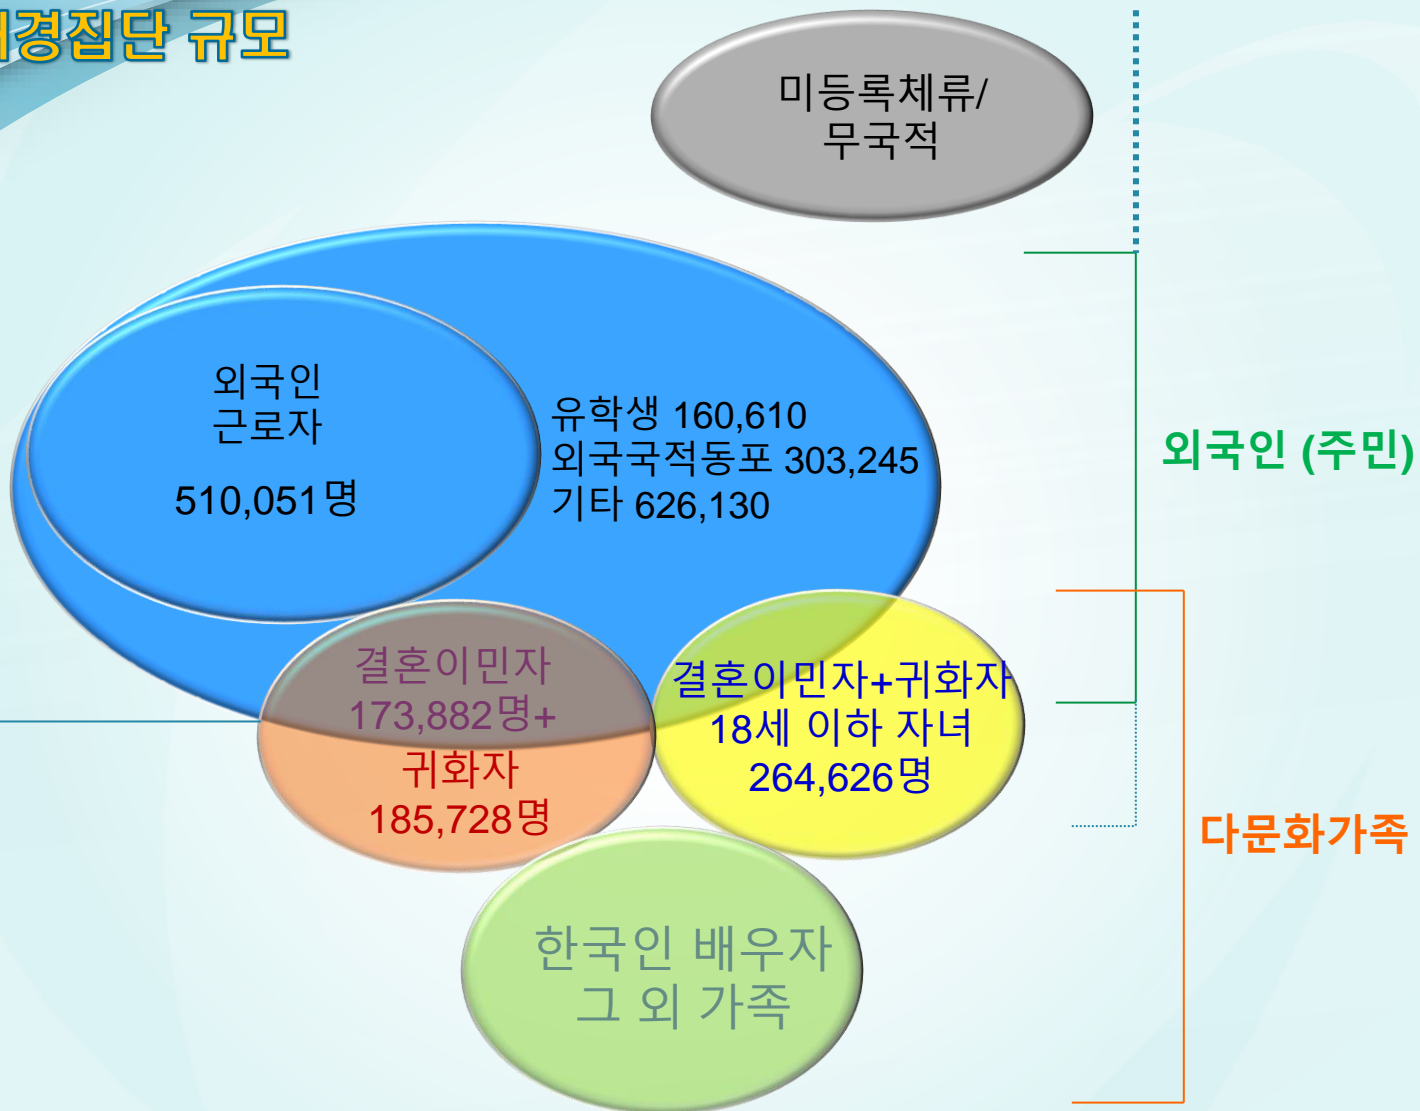 경집단 규모
미등록체류/
무국적
외국인
근로자
510,051명
유학생 160,610
외국국적동포 303,245
기타 626,130
외국인 (주민)
결혼이민자
173,882명+
귀화자
185,728명
결혼이민자+귀화자
18세 이하 자녀
264,626명
다문화가족
한국인 배우자
그 외 가족